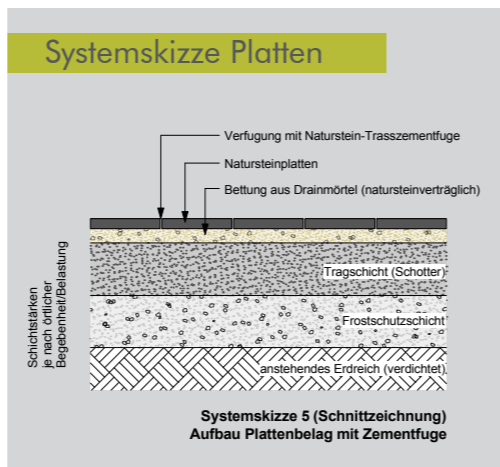 Systemskizze Platten
Verfugung mit Naturstein-Trasszementfuge
Natursteinplatten
Bettung aus Drainmörtel (natursteinverträglich)
Tragschicht (Schotter)
Frostschutzschicht
anstehendes Erdreich (verdichtet)
Schichtstärken
je nach örtlicher
Begebenheit/Belastung
Systemskizze 5 (Schnittzeichnung)
Aufbau Plattenbelag mit Zementfuge